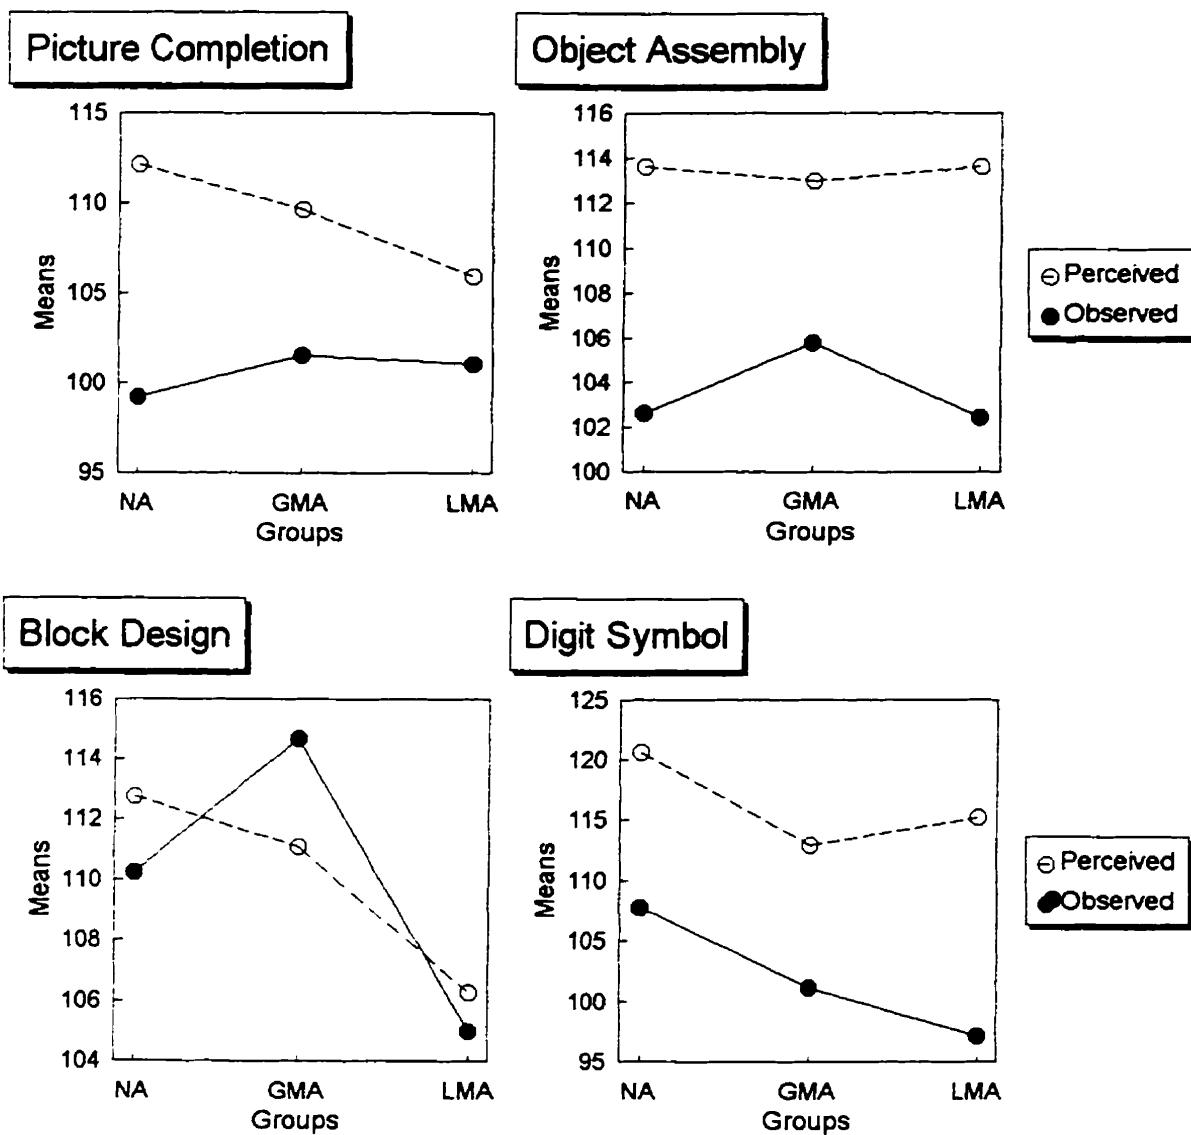 Picture Completion
115
110
105
100
95
Means
NA GMA LMA
Groups
Object Assembly
116
114
112
110
108
106
104
102
100
Means
NA GMA LMA
Groups
Perceived
Observed
Block Design
116
114
112
110
108
106
104
Means
NA GMA LMA
Groups
Digit Symbol
125
120
115
110
105
100
95
Means
NA GMA LMA
Groups
Perceived
Observed